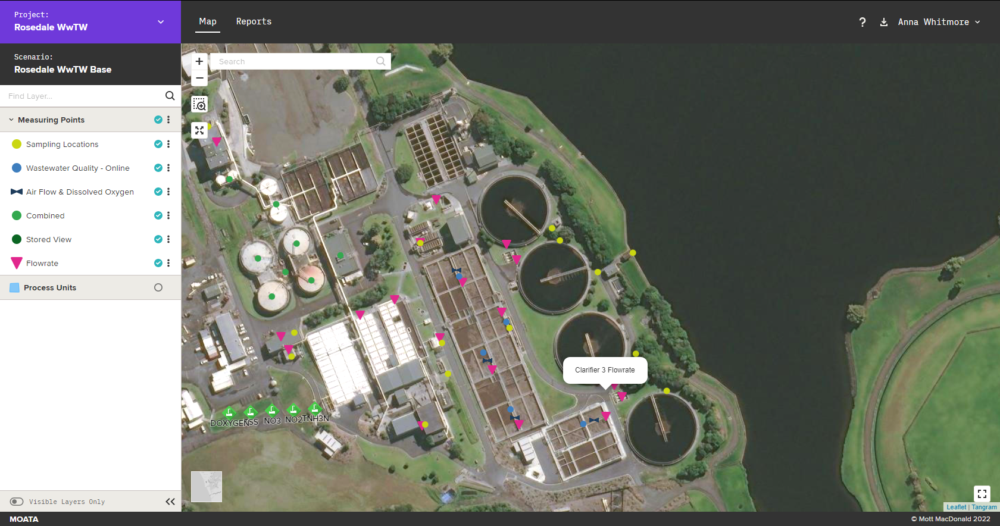 Project:
Rosedale WwTW
Map
Reports
?
Anna Whitmore
Scenario:
Rosedale WwTW Base
+
Search
−
Find Layer...
Measuring Points
Sampling Locations
Wastewater Quality - Online
Air Flow & Dissolved Oxygen
Combined
Stored View
Flowrate
Process Units
Clarifier 3 Flowrate
DOXYGEN
TSS
NO3
NO2
TNH3N
Visible Layers Only
Leaflet | Tangram
MOATA
© Mott MacDonald 2022